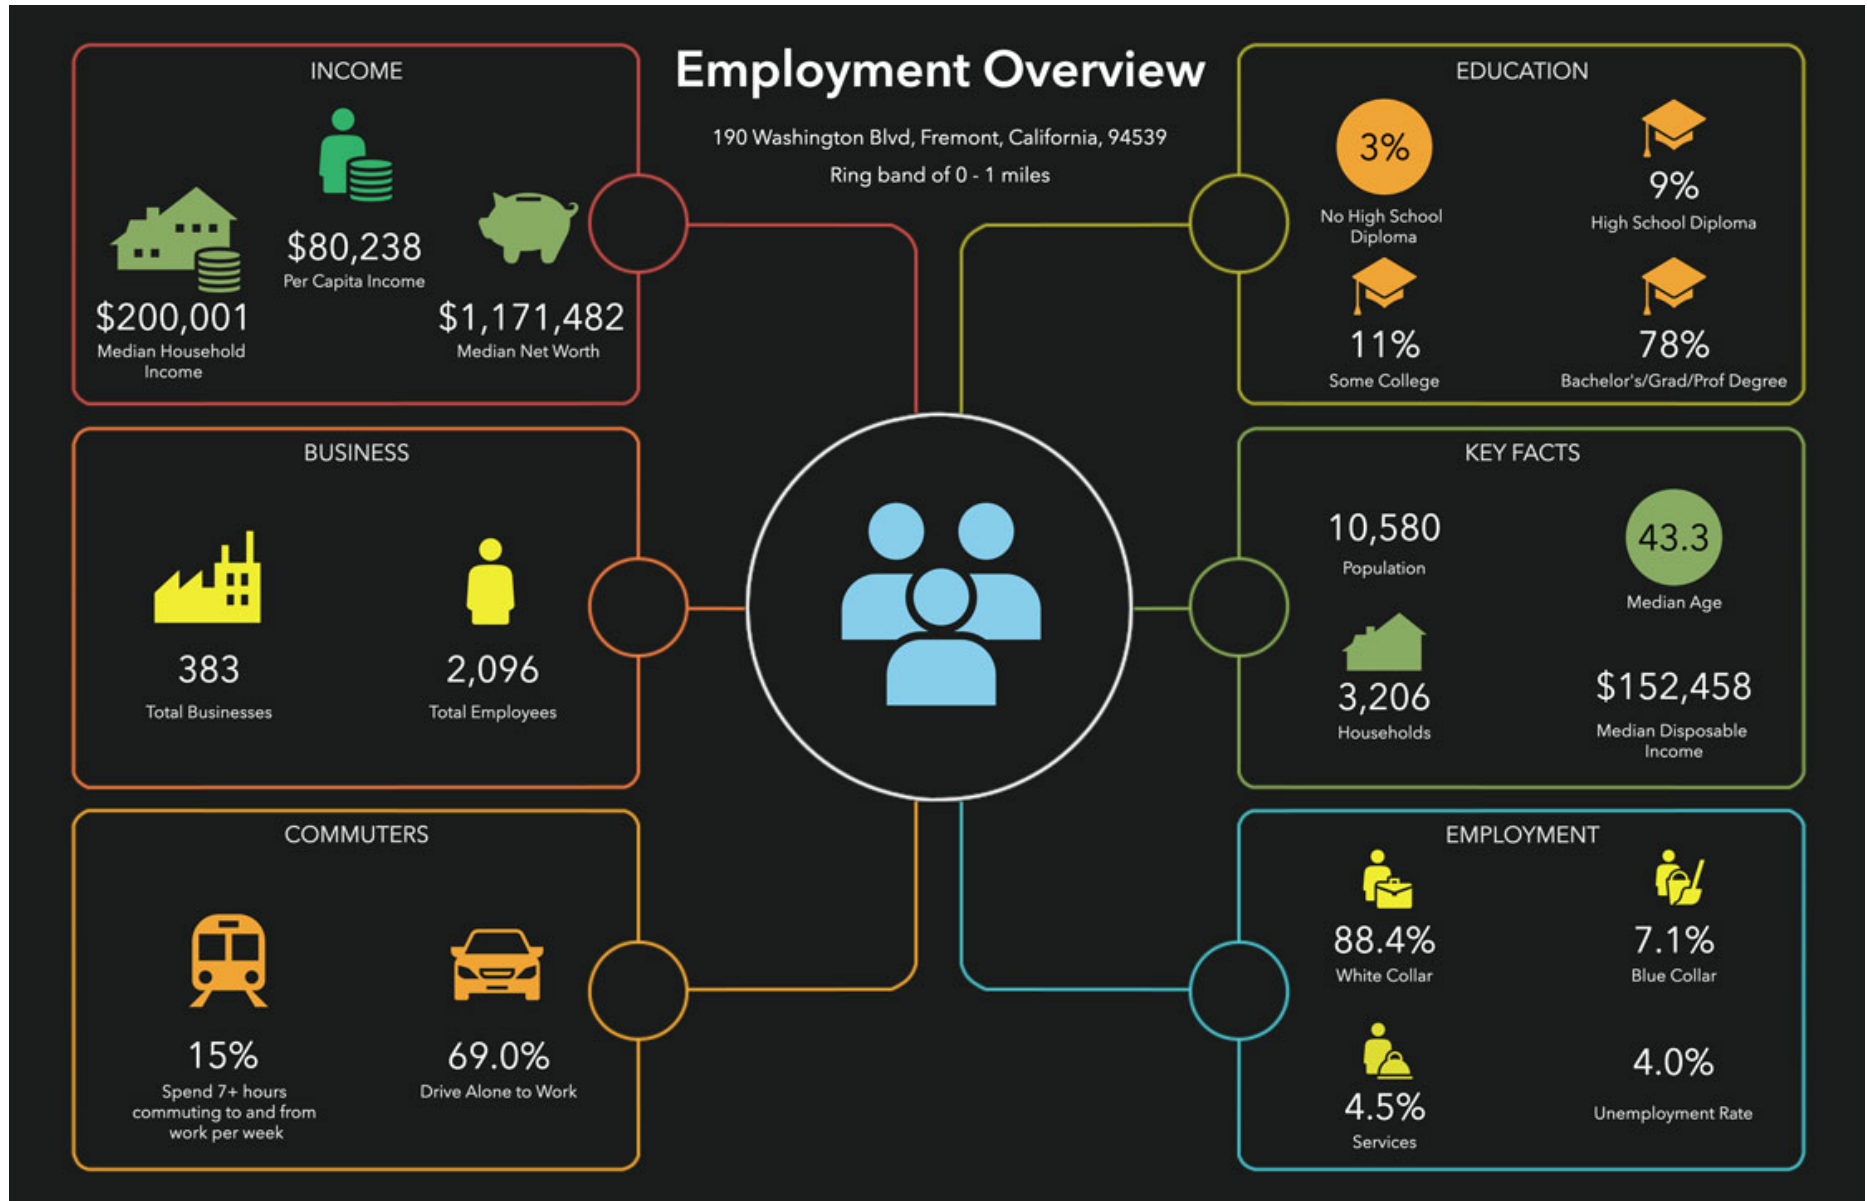 Employment Overview
190 Washington Blvd, Fremont, California, 94539
Ring band of 0 - 1 miles
INCOME
$200,001
Median Household
Income
$80,238
Per Capita Income
$1,171,482
Median Net Worth
EDUCATION
3%
No High School
Diploma
9%
High School Diploma
11%
Some College
78%
Bachelor's/Grad/Prof Degree
BUSINESS
383
Total Businesses
2,096
Total Employees
KEY FACTS
10,580
Population
43.3
Median Age
3,206
Households
$152,458
Median Disposable
Income
COMMUTERS
15%
Spend 7+ hours
commuting to and from
work per week
69.0%
Drive Alone to Work
EMPLOYMENT
88.4%
White Collar
7.1%
Blue Collar
4.5%
Services
4.0%
Unemployment Rate